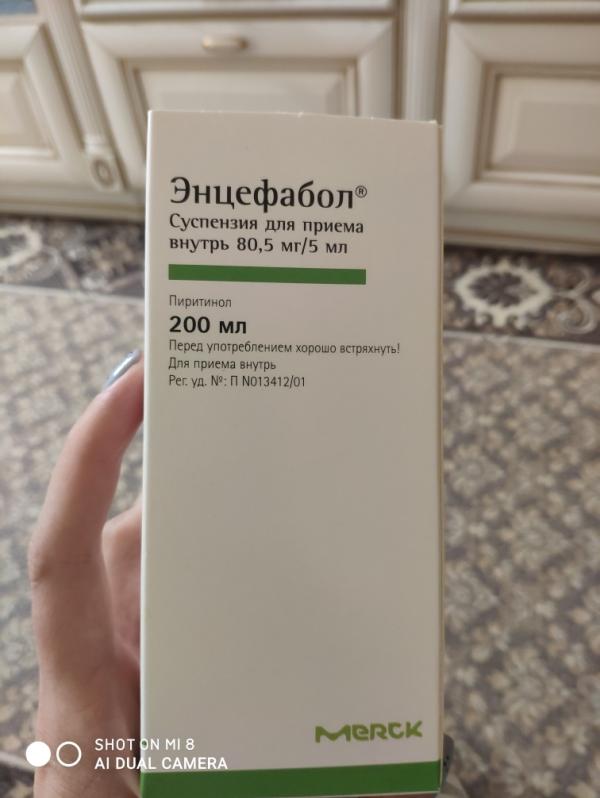 Энцефабол®
Суспензия для приема
внутрь 80,5 мг/5 мл
Пиритинол
200 мл
Перед употреблением хорошо встряхнуть!
Для приема внутрь
Рег. уд. №: П N013412/01
Merck
SHOT ON MI 8
AI DUAL CAMERA